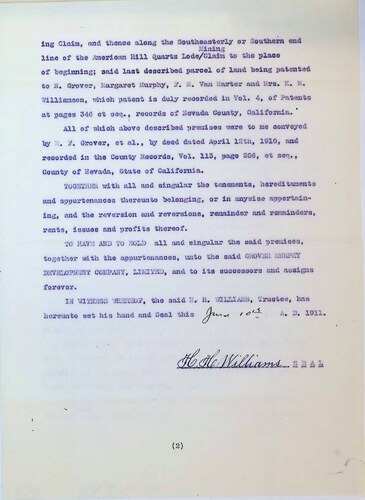 ing Claim, and thence along the Southeasterly or Southern end
Mining
line of the American Hill Quartz Lode/Claim to the place
of beginning; said last described parcel of land being patented
to H. Grover, Margaret Murphy, F. M. Van Marter and Mrs. K. M.
Williamson, which patent is duly recorded in Vol. 4, of Patents
at pages 346 et seq., records of Nevada County, California.
All of which above described premises were to me conveyed
by N. F. Grover, et al., by deed dated April 12th, 1910, and
recorded in the County Records, Vol. 113, page 286, et seq.,
County of Nevada, State of California.
TOGETHER with all and singular the tenements, hereditaments
and appurtenances thereunto belonging, or in anywise appertain-
ing, and the reversion and reversions, remainder and remainders,
rents, issues and profits thereof.
TO HAVE AND TO HOLD all and singular the said premises,
together with the appurtenances, unto the said GROVER MURPHY
DEVELOPMENT COMPANY, LIMITED, and to its successors and assigns
forever.
IN WITNESS WHEREOF, the said H. H. WILLIAMS, Trustee, has
hereunto set his hand and Seal this June 10th A. D. 1911.
H. H. Williams SEAL
(3)